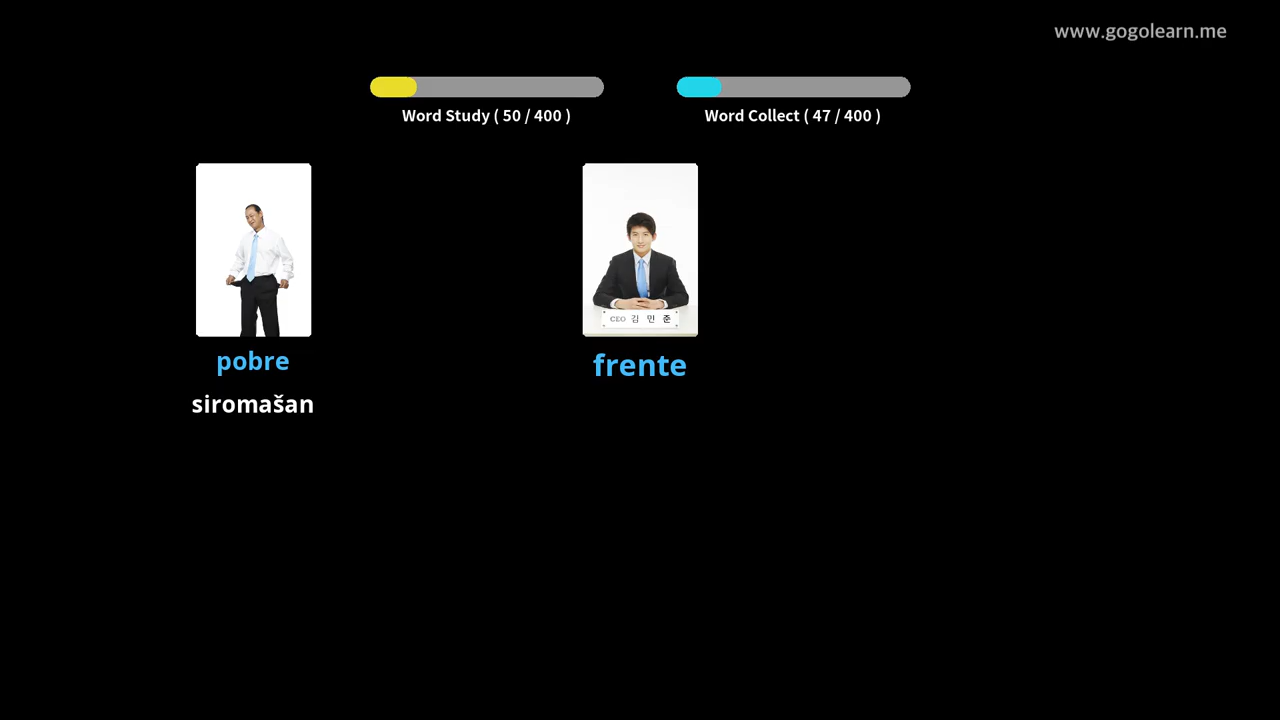 www.gogolearn.me
Word Study ( 50 / 400 )
Word Collect ( 47 / 400 )
CEO 김 민 준
pobre
frente
siromašan